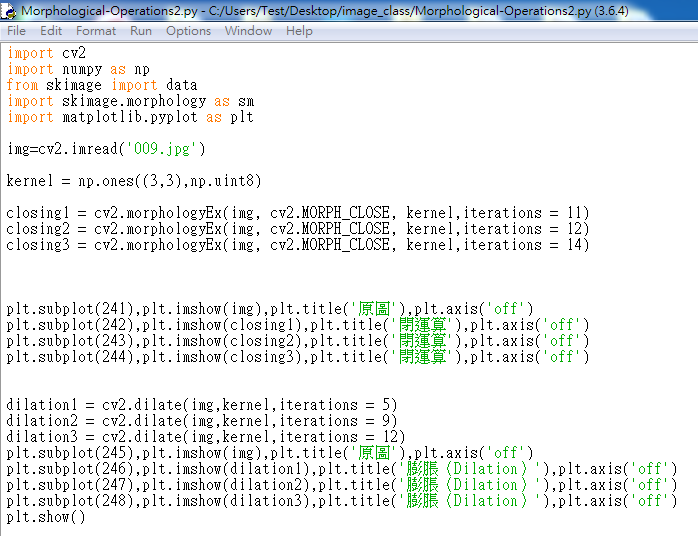 Morphological-Operations2.py - C:/Users/Test/Desktop/image_class/Morphological-Operations2.py (3.6.4)
File Edit Format Run Options Window Help
import cv2
import numpy as np
from skimage import data
import skimage.morphology as sm
import matplotlib.pyplot as plt
img=cv2.imread('009.jpg')
kernel = np.ones((3,3),np.uint8)
closing1 = cv2.morphologyEx(img, cv2.MORPH_CLOSE, kernel,iterations = 11)
closing2 = cv2.morphologyEx(img, cv2.MORPH_CLOSE, kernel,iterations = 12)
closing3 = cv2.morphologyEx(img, cv2.MORPH_CLOSE, kernel,iterations = 14)
plt.subplot(241),plt.imshow(img),plt.title('原圖'),plt.axis('off')
plt.subplot(242),plt.imshow(closing1),plt.title('閉運算'),plt.axis('off')
plt.subplot(243),plt.imshow(closing2),plt.title('閉運算'),plt.axis('off')
plt.subplot(244),plt.imshow(closing3),plt.title('閉運算'),plt.axis('off')
dilation1 = cv2.dilate(img,kernel,iterations = 5)
dilation2 = cv2.dilate(img,kernel,iterations = 9)
dilation3 = cv2.dilate(img,kernel,iterations = 12)
plt.subplot(245),plt.imshow(img),plt.title('原圖'),plt.axis('off')
plt.subplot(246),plt.imshow(dilation1),plt.title('膨脹（Dilation）'),plt.axis('off')
plt.subplot(247),plt.imshow(dilation2),plt.title('膨脹（Dilation）'),plt.axis('off')
plt.subplot(248),plt.imshow(dilation3),plt.title('膨脹（Dilation）'),plt.axis('off')
plt.show()